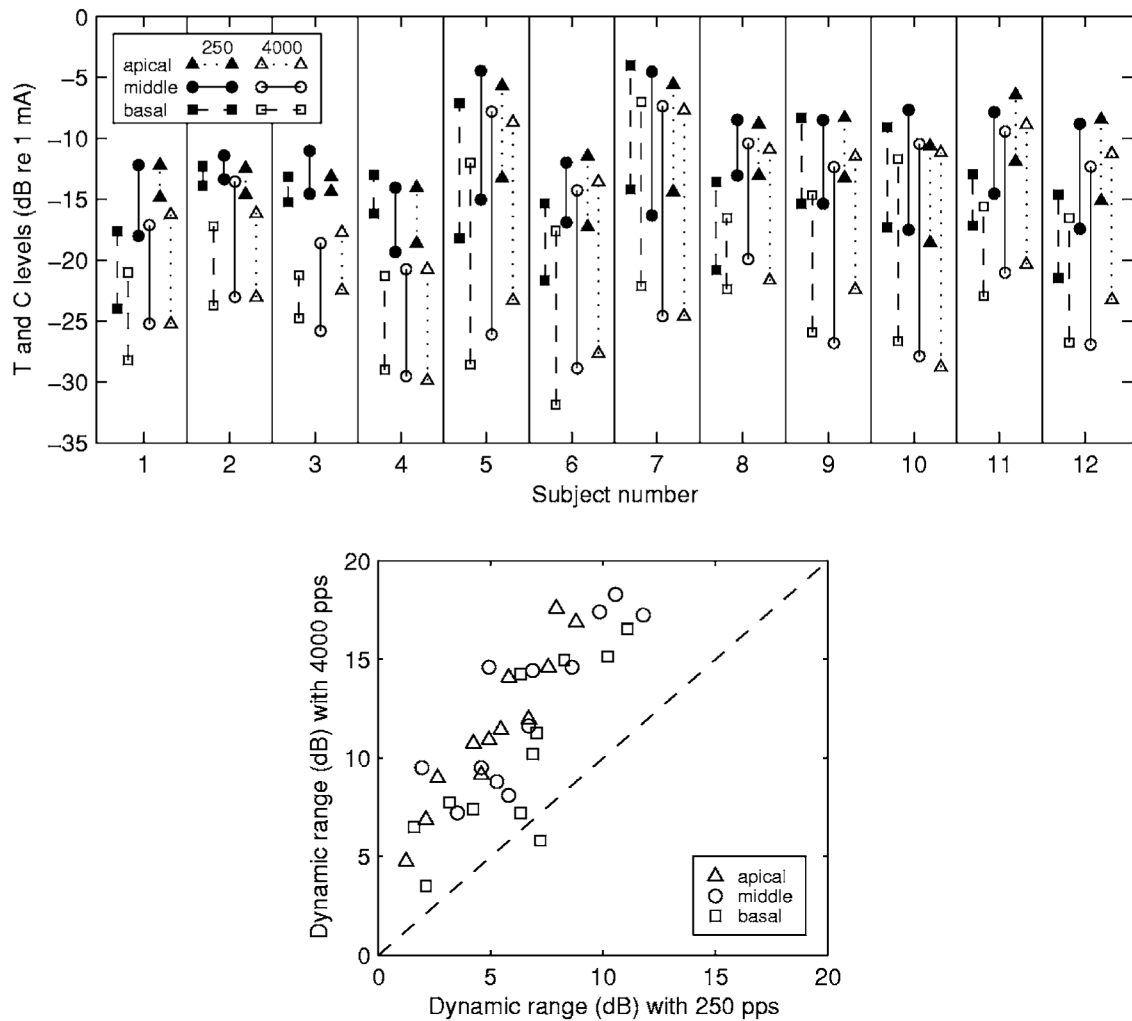 T and C levels (dB re 1 mA)
0
−5
−10
−15
−20
−25
−30
−35
250 4000
apical
middle
basal
1 2 3 4 5 6 7 8 9 10 11 12
Subject number
Dynamic range (dB) with 4000 pps
20
15
10
5
0
apical
middle
basal
0 5 10 15 20
Dynamic range (dB) with 250 pps